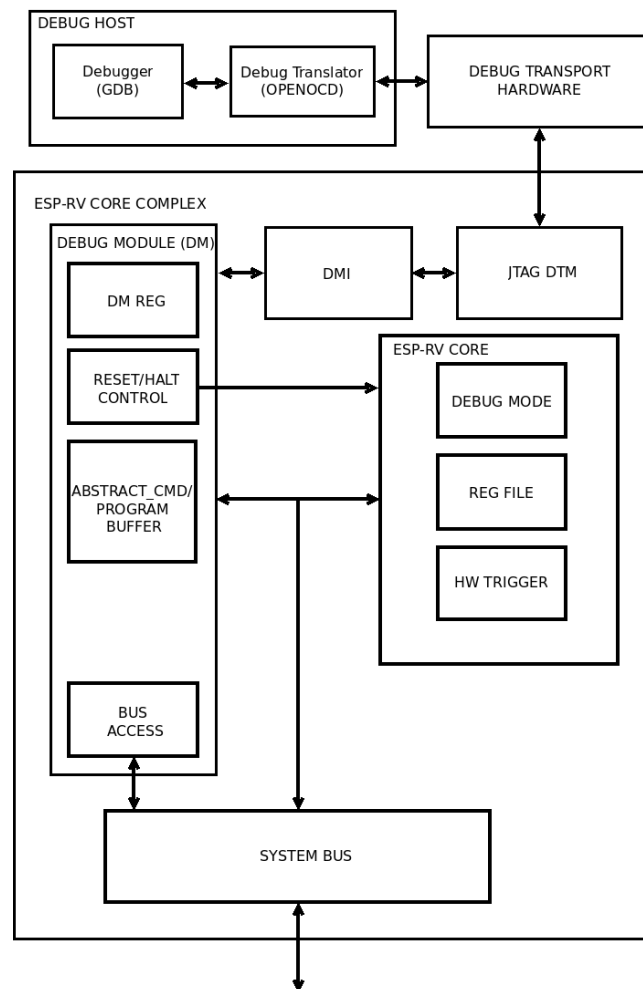 DEBUG HOST
Debugger
(GDB)
Debug Translator
(OPENOCD)
DEBUG TRANSPORT
HARDWARE
ESP-RV CORE COMPLEX
DEBUG MODULE (DM)
DM REG
RESET/HALT
CONTROL
ABSTRACT_CMD/
PROGRAM
BUFFER
BUS
ACCESS
DMI
JTAG DTM
ESP-RV CORE
DEBUG MODE
REG FILE
HW TRIGGER
SYSTEM BUS